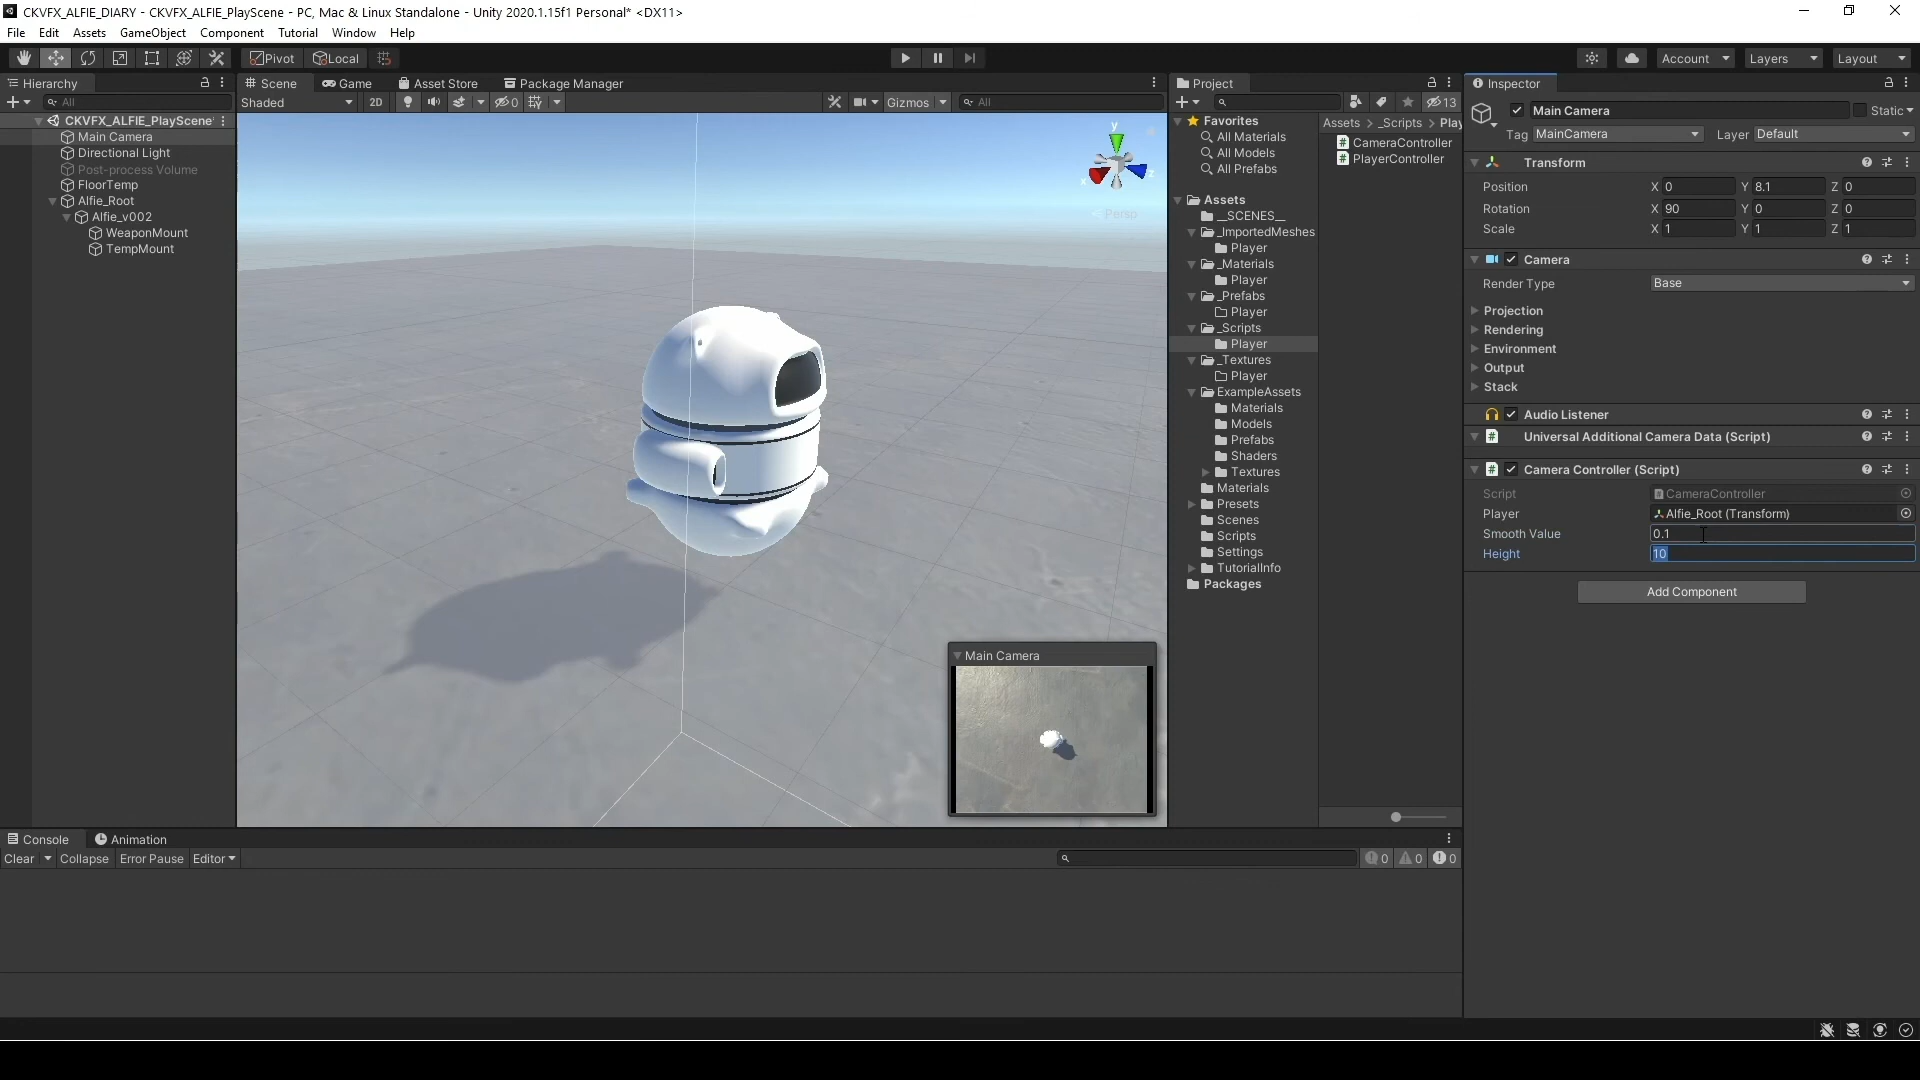 CKVFX_ALFIE_DIARY - CKVFX_ALFIE_PlayScene - PC, Mac & Linux Standalone - Unity 2020.1.15f1 Personal* <DX11>
File Edit Assets GameObject Component Tutorial Window Help
Pivot Local Account Layers Layout
Hierarchy
All
CKVFX_ALFIE_PlayScene*
Main Camera
Directional Light
Post-process Volume
FloorTemp
Alfie_Root
Alfie_v002
WeaponMount
TempMount
Scene Game Asset Store Package Manager
Shaded 2D 0 Gizmos All
y
x z
Persp
Main Camera
Project
13
Favorites
All Materials
All Models
All Prefabs
Assets
__SCENES__
_ImportedMeshes
Player
_Materials
Player
_Prefabs
Player
_Scripts
Player
_Textures
Player
ExampleAssets
Materials
Models
Prefabs
Shaders
Textures
Materials
Presets
Scenes
Scripts
Settings
TutorialInfo
Packages
Assets > _Scripts > Play
CameraController
PlayerController
Inspector
Main Camera Static
Tag MainCamera Layer Default
Transform
Position X 0 Y 8.1 Z 0
Rotation X 90 Y 0 Z 0
Scale X 1 Y 1 Z 1
Camera
Render Type Base
Projection
Rendering
Environment
Output
Stack
Audio Listener
Universal Additional Camera Data (Script)
Camera Controller (Script)
Script CameraController
Player Alfie_Root (Transform)
Smooth Value 0.1
Height 10
Add Component
Console Animation
Clear Collapse Error Pause Editor 0 0 0